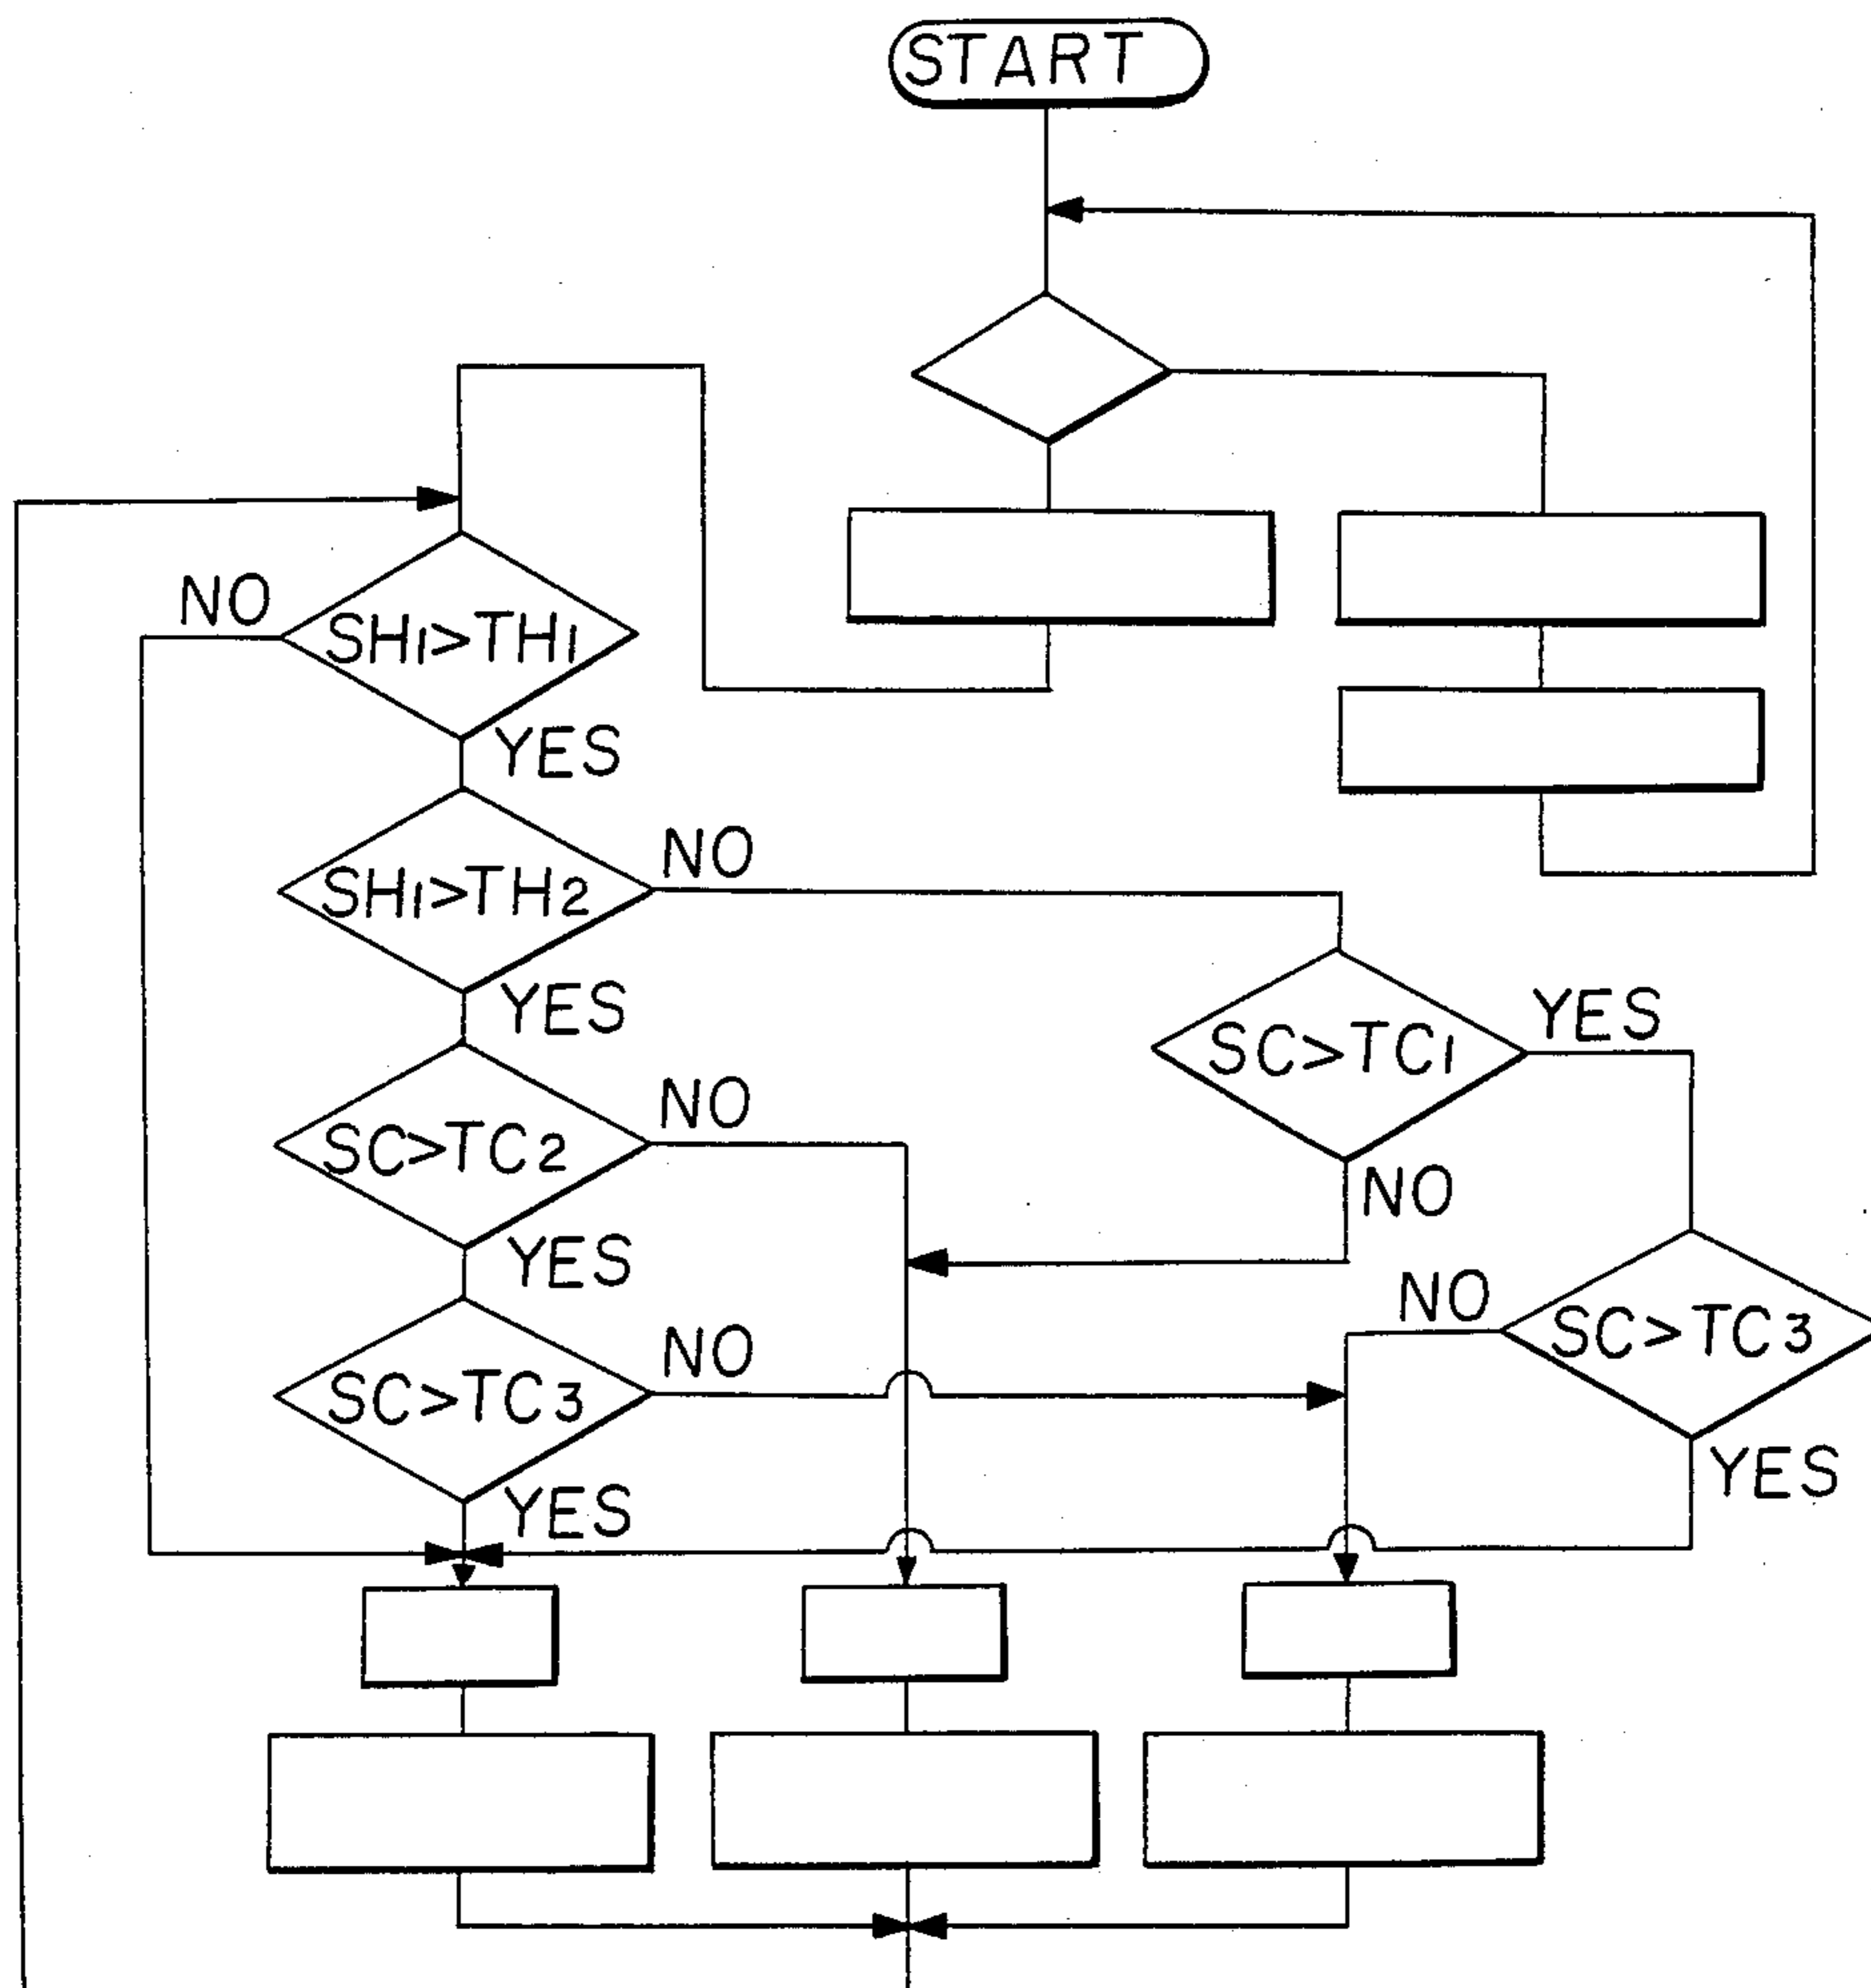 START
NO
SH1>TH1
YES
NO
SH1>TH2
YES
YES
SC>TC1
NO
SC>TC2
NO
YES
NO
SC>TC3
NO
SC>TC3
YES
YES